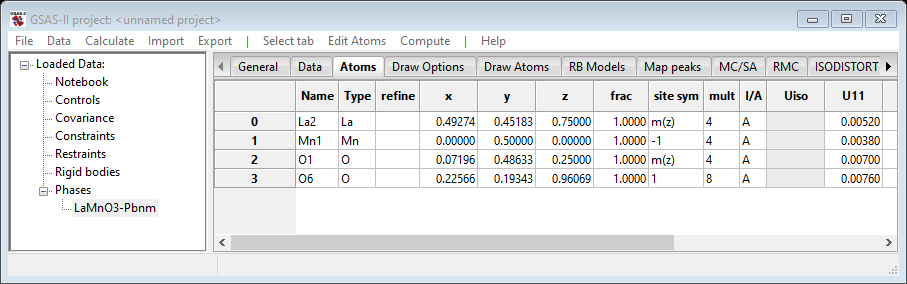 GSAS-II project: <unnamed project>
File Data Calculate Import Export | Select tab Edit Atoms Compute | Help
Loaded Data:
Notebook
Controls
Covariance
Constraints
Restraints
Rigid bodies
Phases
LaMnO3-Pbnm
General Data Atoms Draw Options Draw Atoms RB Models Map peaks MC/SA RMC ISODISTORT
Name Type refine x y z frac site sym mult I/A Uiso U11
0 La2 La 0.49274 0.45183 0.75000 1.0000 m(z) 4 A 0.00520
1 Mn1 Mn 0.00000 0.50000 0.00000 1.0000 -1 4 A 0.00380
2 O1 O 0.07196 0.48633 0.25000 1.0000 m(z) 4 A 0.00700
3 O6 O 0.22566 0.19343 0.96069 1.0000 1 8 A 0.00760